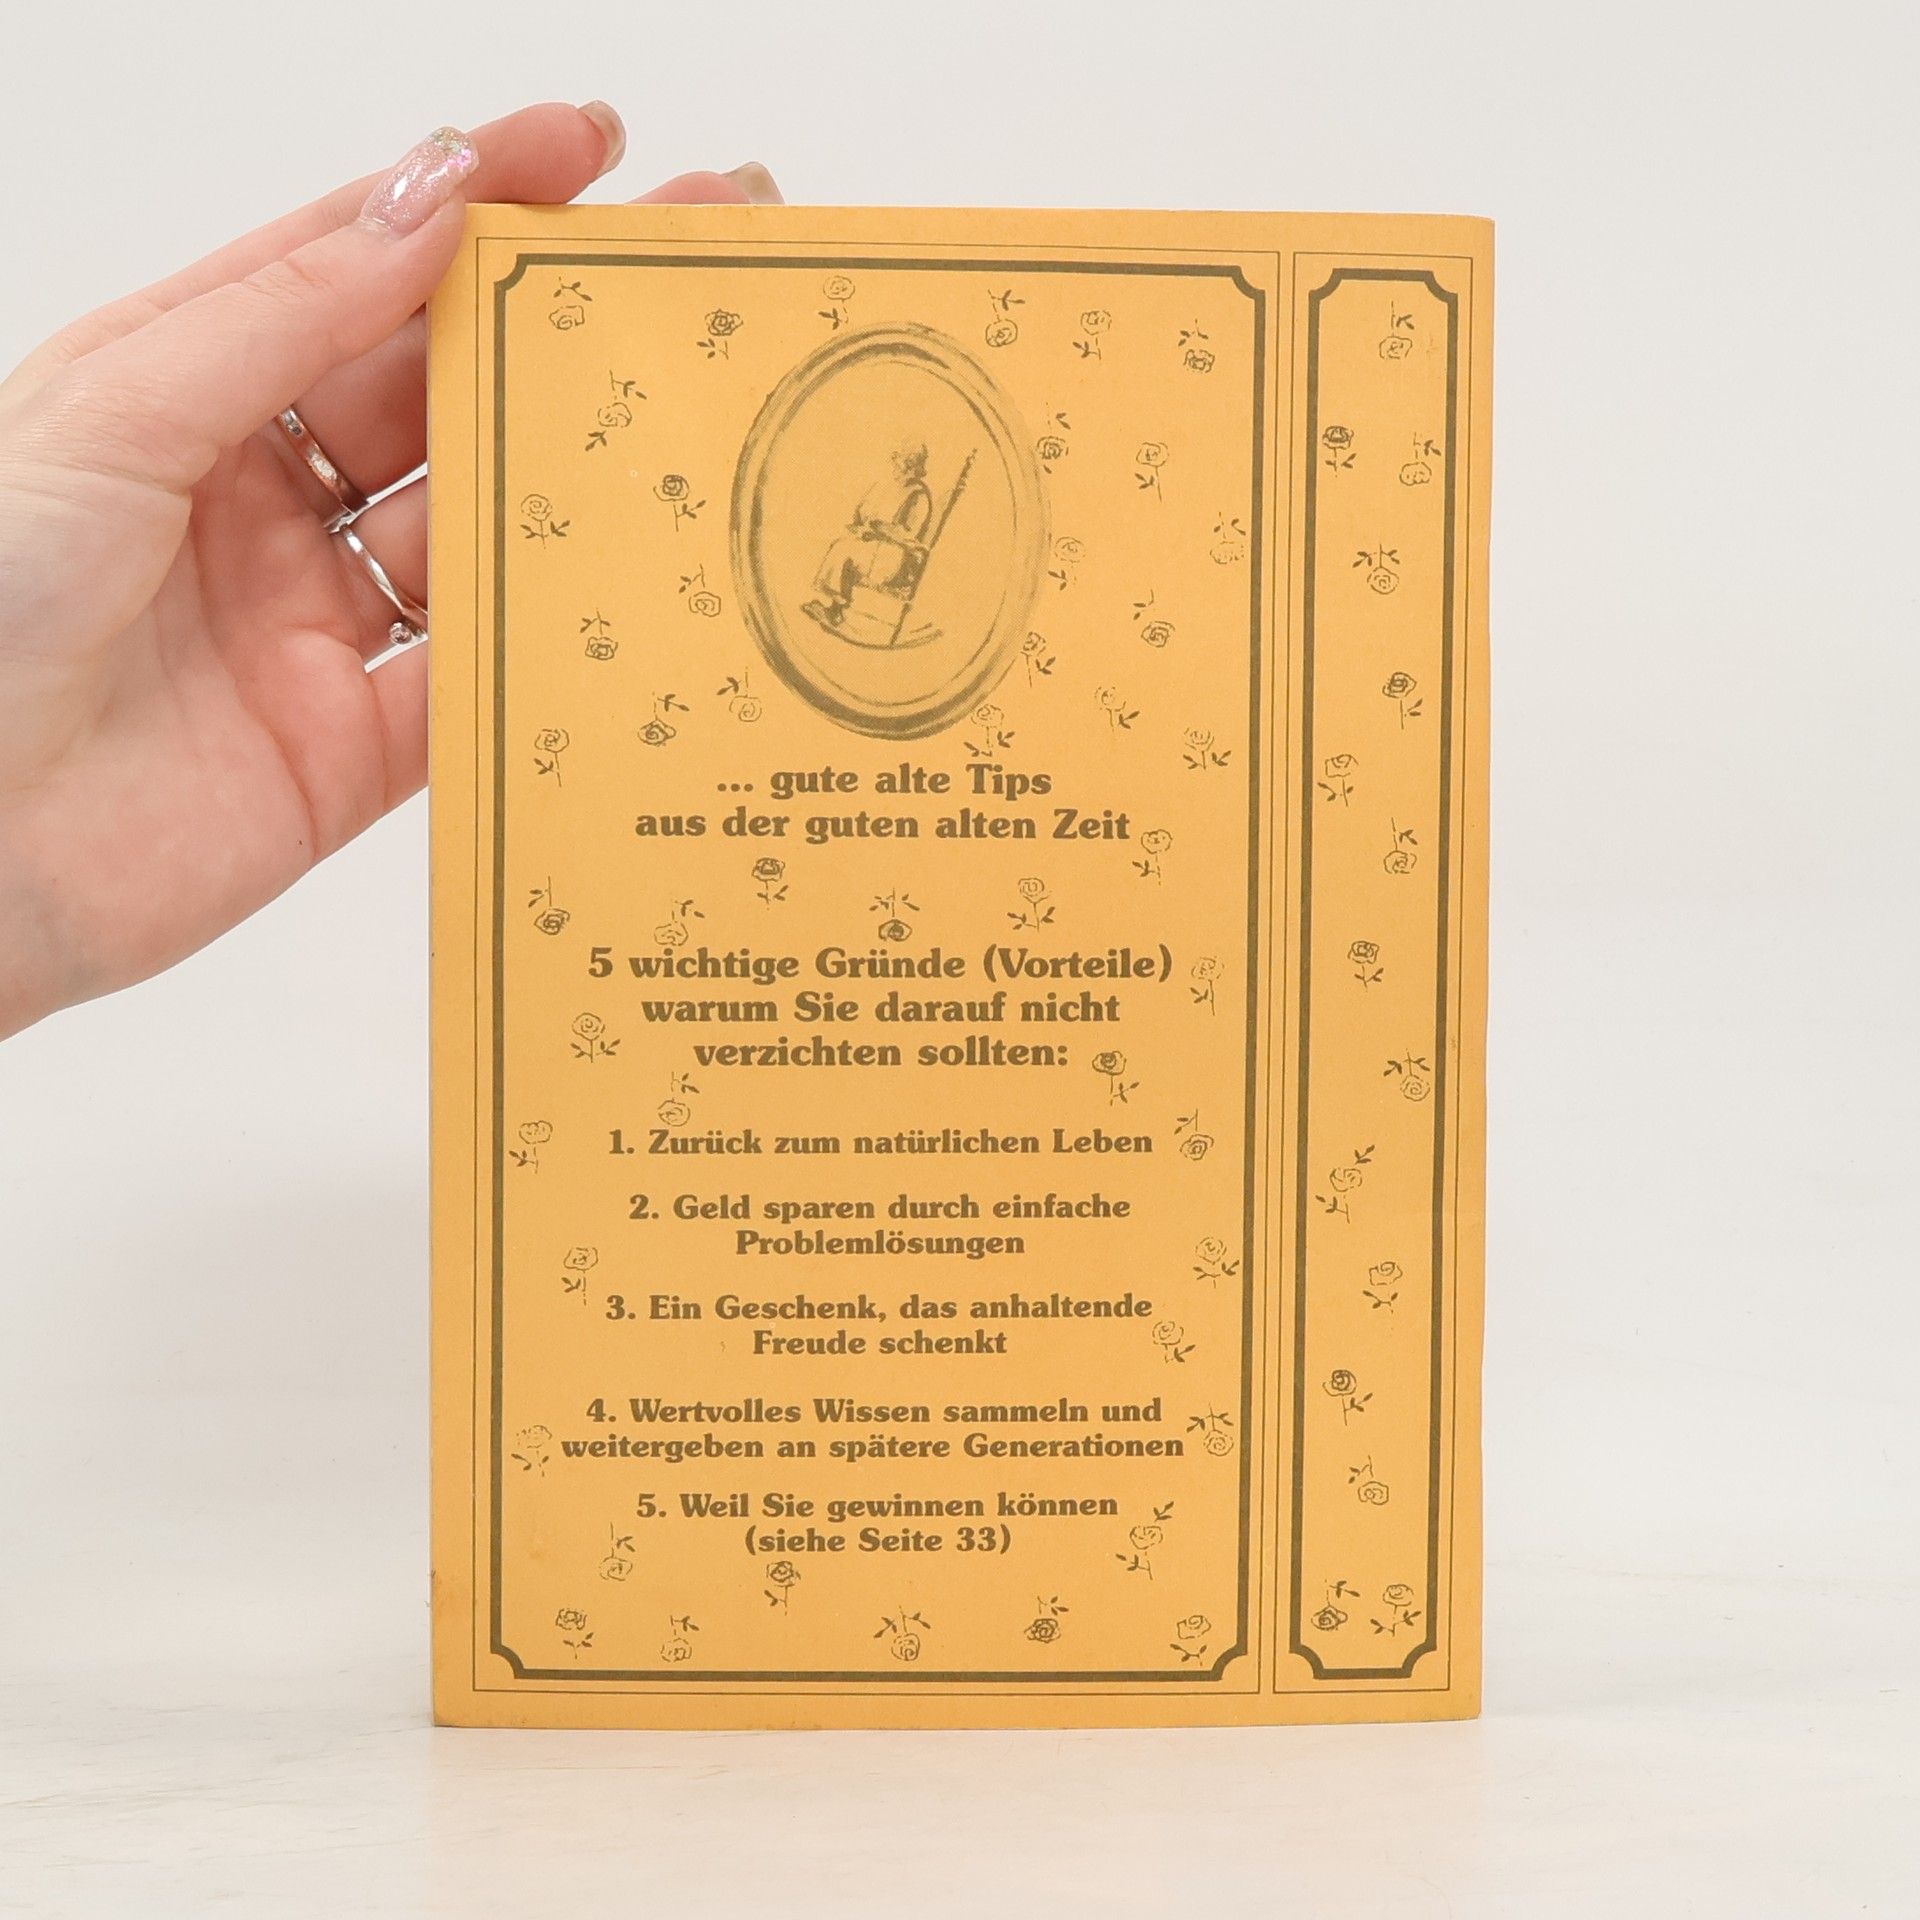 ... gute alte Tips
aus der guten alten Zeit
5 wichtige Gründe (Vorteile)
warum Sie darauf nicht
verzichten sollten:
1. Zurück zum natürlichen Leben
2. Geld sparen durch einfache
Problemlösungen
3. Ein Geschenk, das anhaltende
Freude schenkt
4. Wertvolles Wissen sammeln und
weitergeben an spätere Generationen
5. Weil Sie gewinnen können
(siehe Seite 33)